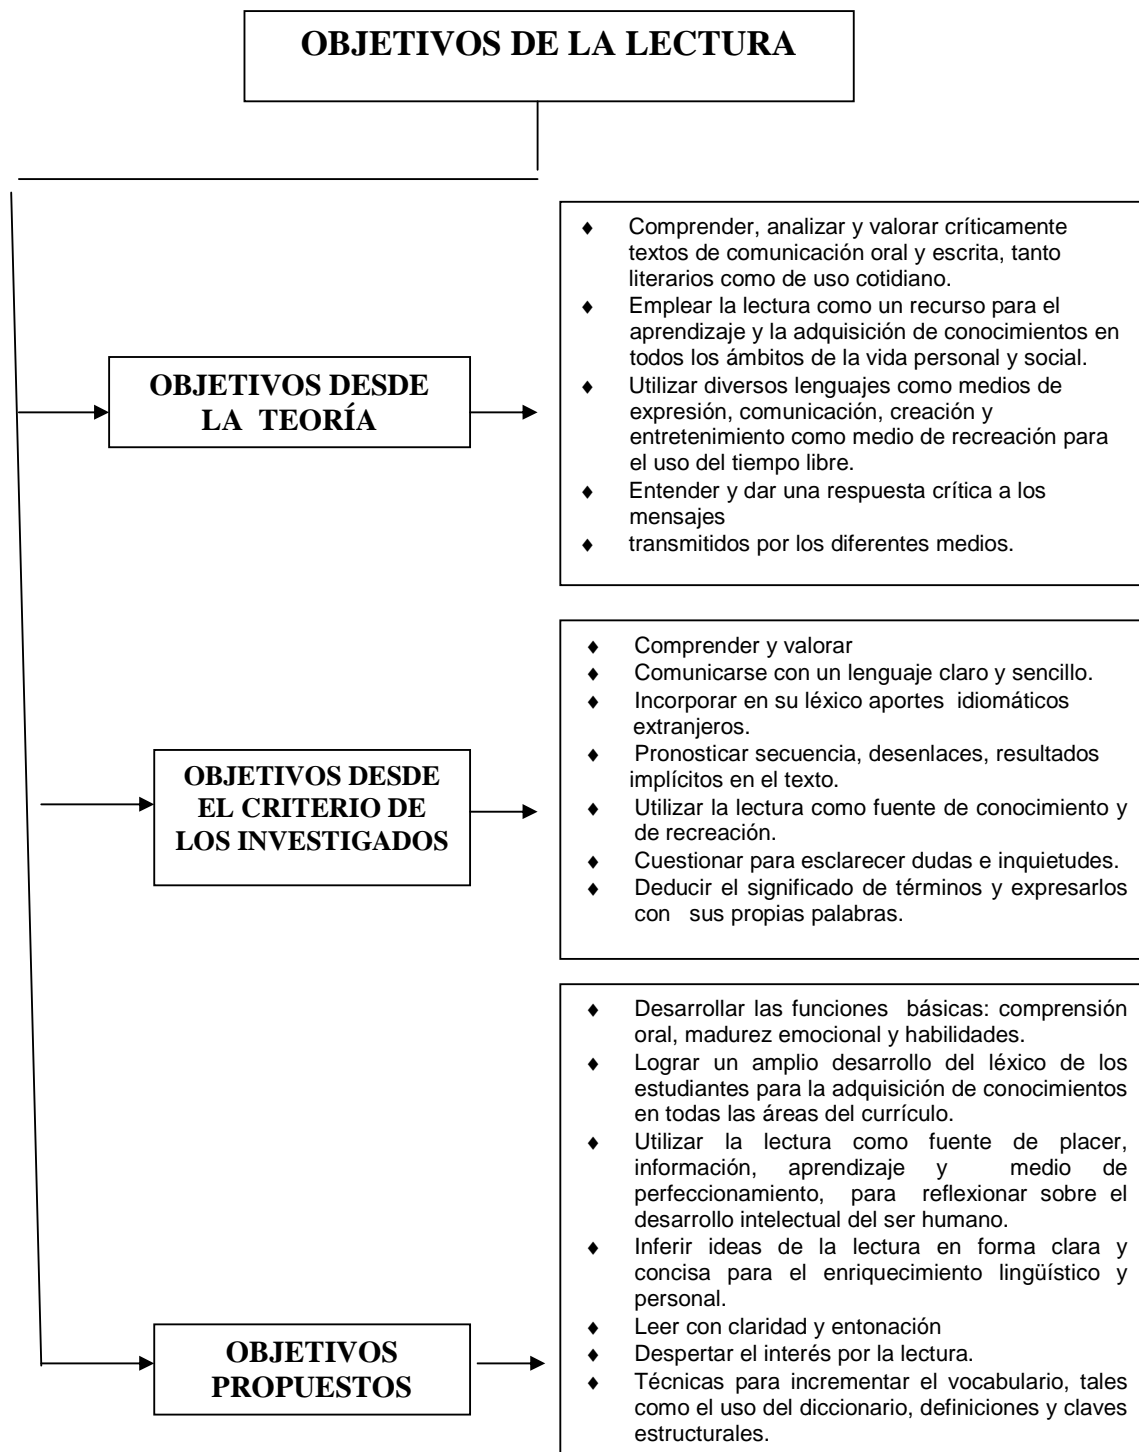 OBJETIVOS DE LA LECTURA
OBJETIVOS DESDE
LA TEORÍA
♦ Comprender, analizar y valorar críticamente
textos de comunicación oral y escrita, tanto
literarios como de uso cotidiano.
♦ Emplear la lectura como un recurso para el
aprendizaje y la adquisición de conocimientos en
todos los ámbitos de la vida personal y social.
♦ Utilizar diversos lenguajes como medios de
expresión, comunicación, creación y
entretenimiento como medio de recreación para
el uso del tiempo libre.
♦ Entender y dar una respuesta crítica a los
mensajes
♦ transmitidos por los diferentes medios.
OBJETIVOS DESDE
EL CRITERIO DE
LOS INVESTIGADOS
♦ Comprender y valorar
♦ Comunicarse con un lenguaje claro y sencillo.
♦ Incorporar en su léxico aportes idiomáticos
extranjeros.
♦ Pronosticar secuencia, desenlaces, resultados
implícitos en el texto.
♦ Utilizar la lectura como fuente de conocimiento y
de recreación.
♦ Cuestionar para esclarecer dudas e inquietudes.
♦ Deducir el significado de términos y expresarlos
con sus propias palabras.
OBJETIVOS
PROPUESTOS
♦ Desarrollar las funciones básicas: comprensión
oral, madurez emocional y habilidades.
♦ Lograr un amplio desarrollo del léxico de los
estudiantes para la adquisición de conocimientos
en todas las áreas del currículo.
♦ Utilizar la lectura como fuente de placer,
información, aprendizaje y medio de
perfeccionamiento, para reflexionar sobre el
desarrollo intelectual del ser humano.
♦ Inferir ideas de la lectura en forma clara y
concisa para el enriquecimiento lingüístico y
personal.
♦ Leer con claridad y entonación
♦ Despertar el interés por la lectura.
♦ Técnicas para incrementar el vocabulario, tales
como el uso del diccionario, definiciones y claves
estructurales.